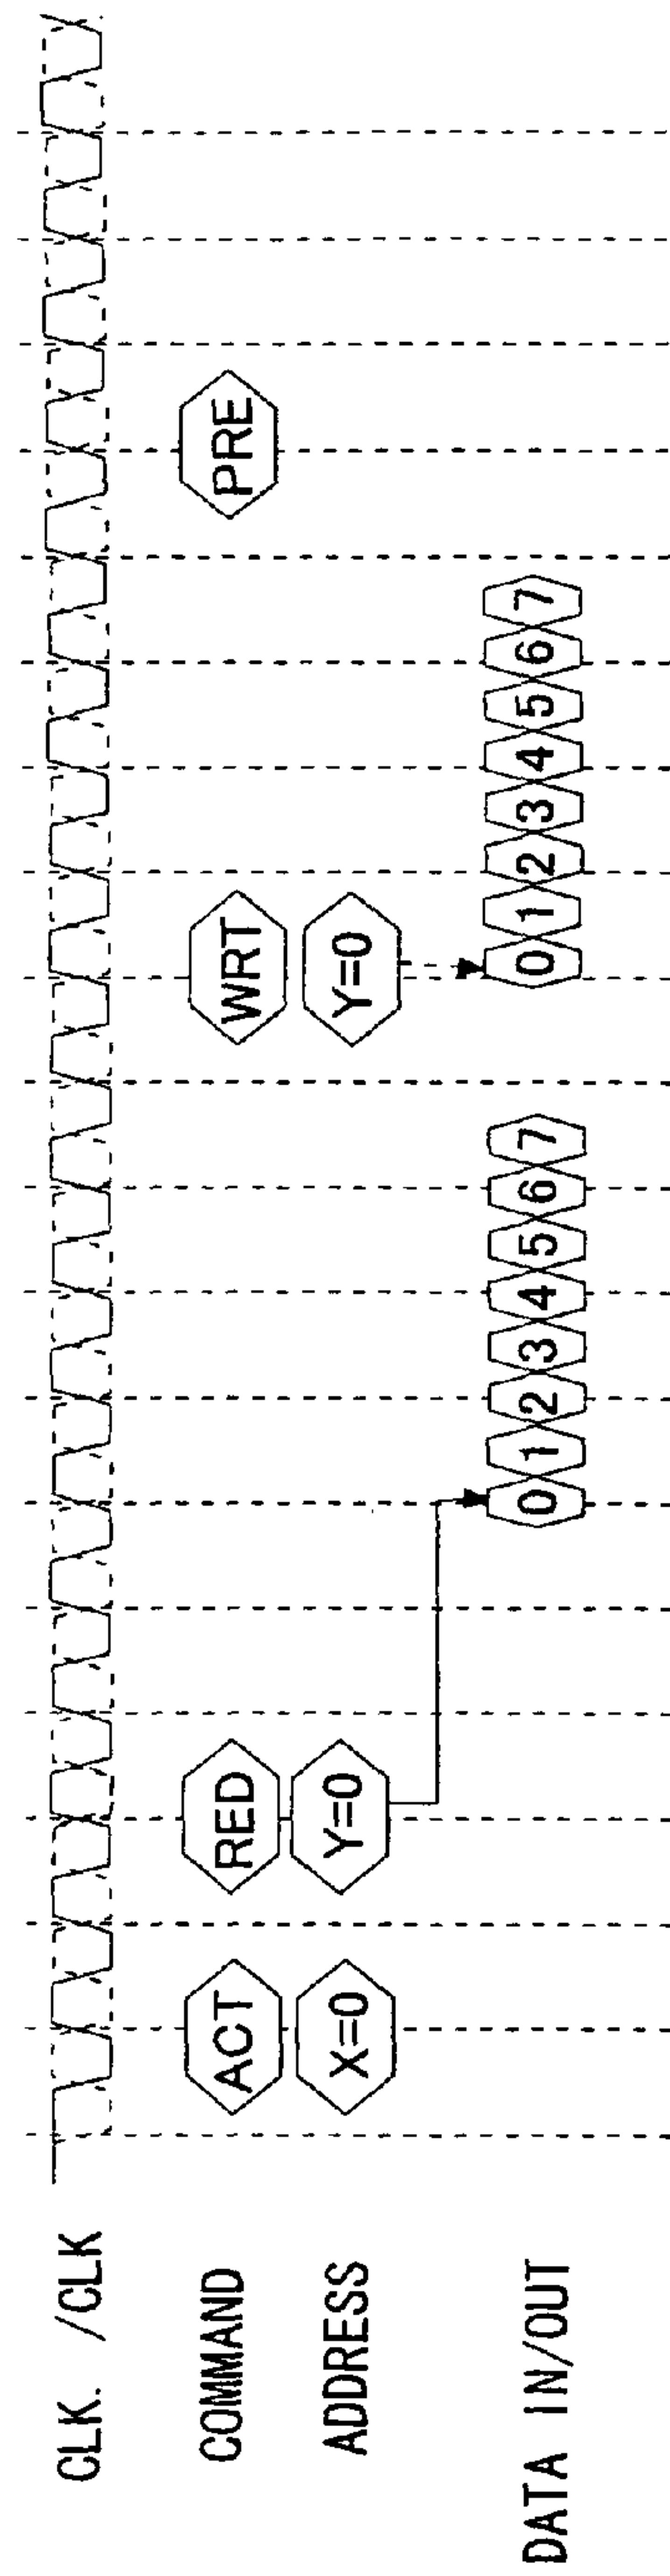 CLK. /CLK
COMMAND ACT RED WRT PRE
ADDRESS X=0 Y=0 Y=0
DATA IN/OUT 0 1 2 3 4 5 6 7 0 1 2 3 4 5 6 7